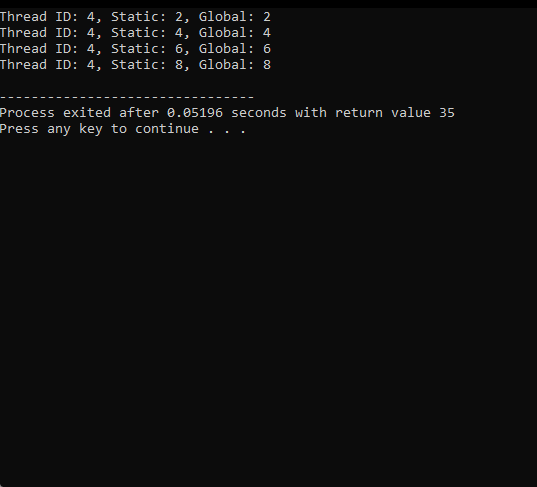 Thread ID: 4, Static: 2, Global: 2
Thread ID: 4, Static: 4, Global: 4
Thread ID: 4, Static: 6, Global: 6
Thread ID: 4, Static: 8, Global: 8
--------------------------------
Process exited after 0.05196 seconds with return value 35
Press any key to continue . . .